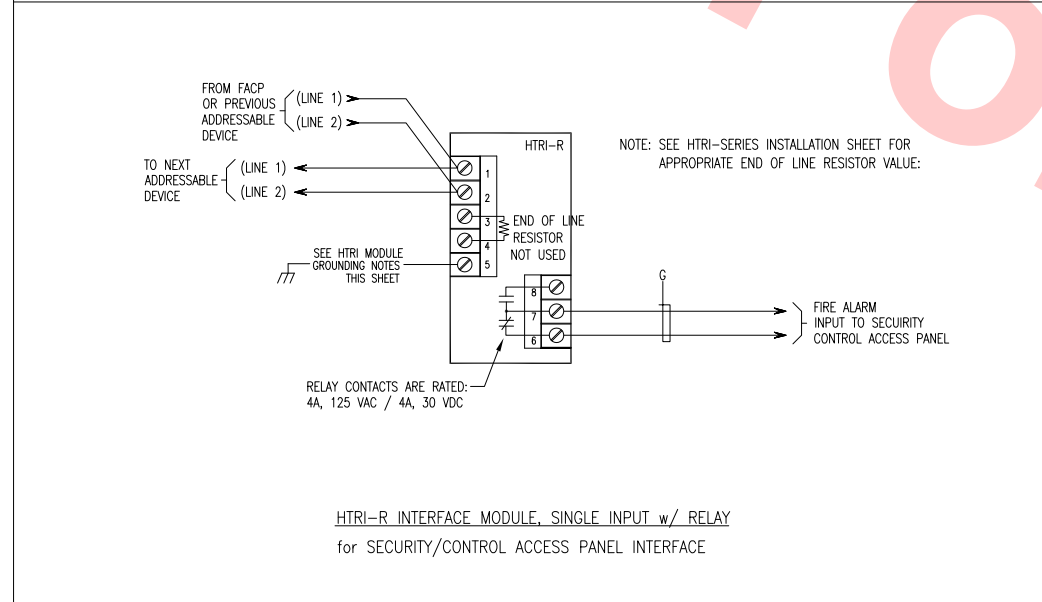 FROM FACP
OR PREVIOUS
ADDRESSABLE
DEVICE
(LINE 1)
(LINE 2)
TO NEXT
ADDRESSABLE
DEVICE
(LINE 1)
(LINE 2)
HTRI-R
NOTE: SEE HTRI-SERIES INSTALLATION SHEET FOR
APPROPRIATE END OF LINE RESISTOR VALUE:
1
2
3
4
5
END OF LINE
RESISTOR
NOT USED
SEE HTRI MODULE
GROUNDING NOTES
THIS SHEET
8
7
6
G
FIRE ALARM
INPUT TO SECUIRITY
CONTROL ACCESS PANEL
RELAY CONTACTS ARE RATED:
4A, 125 VAC / 4A, 30 VDC
HTRI-R INTERFACE MODULE, SINGLE INPUT w/ RELAY
for SECURITY/CONTROL ACCESS PANEL INTERFACE